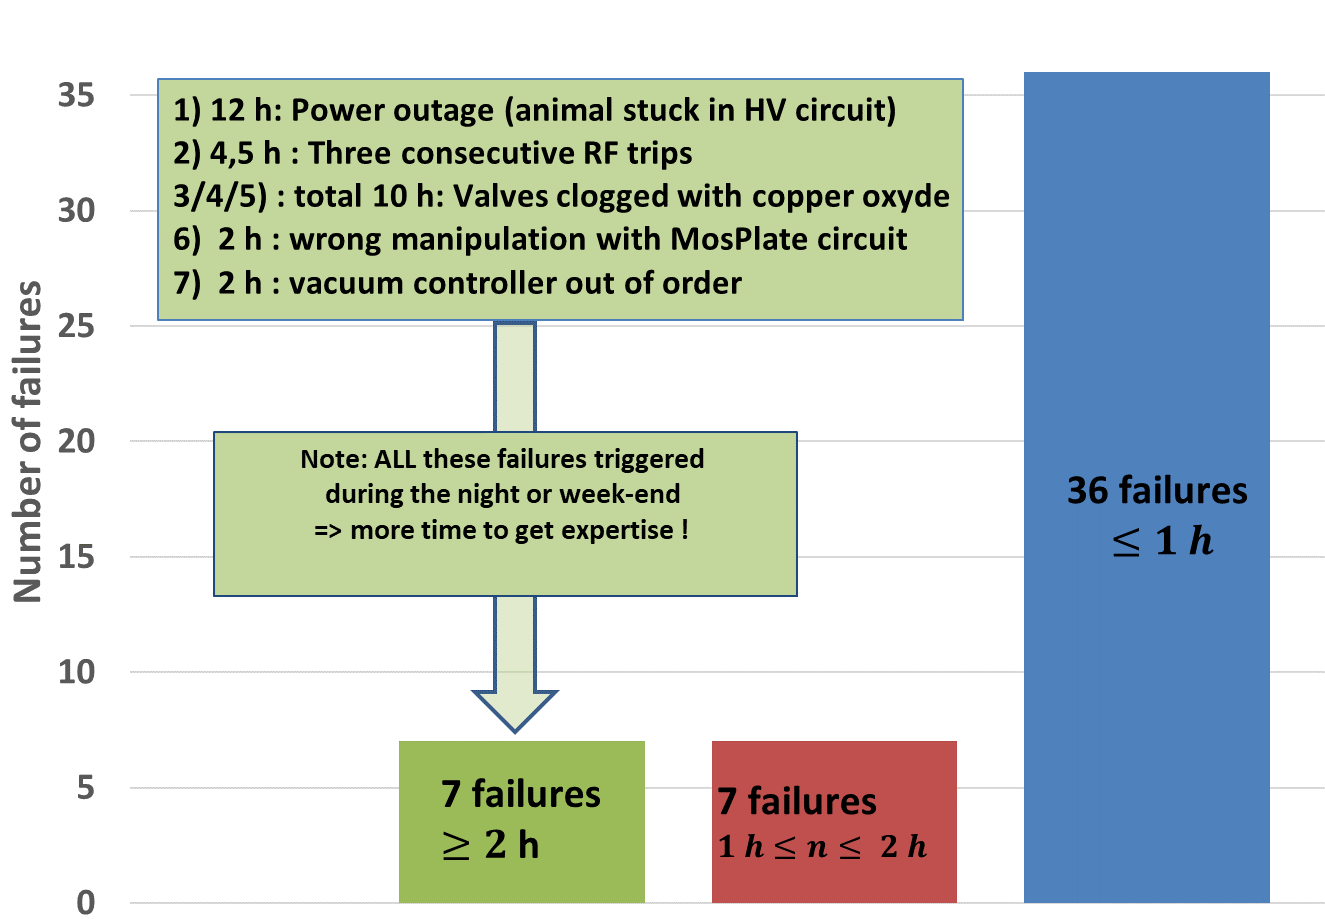 Number of failures
35
30
25
20
15
10
5
0
1) 12 h: Power outage (animal stuck in HV circuit)
2) 4,5 h : Three consecutive RF trips
3/4/5) : total 10 h: Valves clogged with copper oxyde
6)  2 h : wrong manipulation with MosPlate circuit
7)  2 h : vacuum controller out of order
Note: ALL these failures triggered
during the night or week-end
=> more time to get expertise !
7 failures
≥ 2 h
7 failures
1 h ≤ n ≤ 2 h
36 failures
≤ 1 h